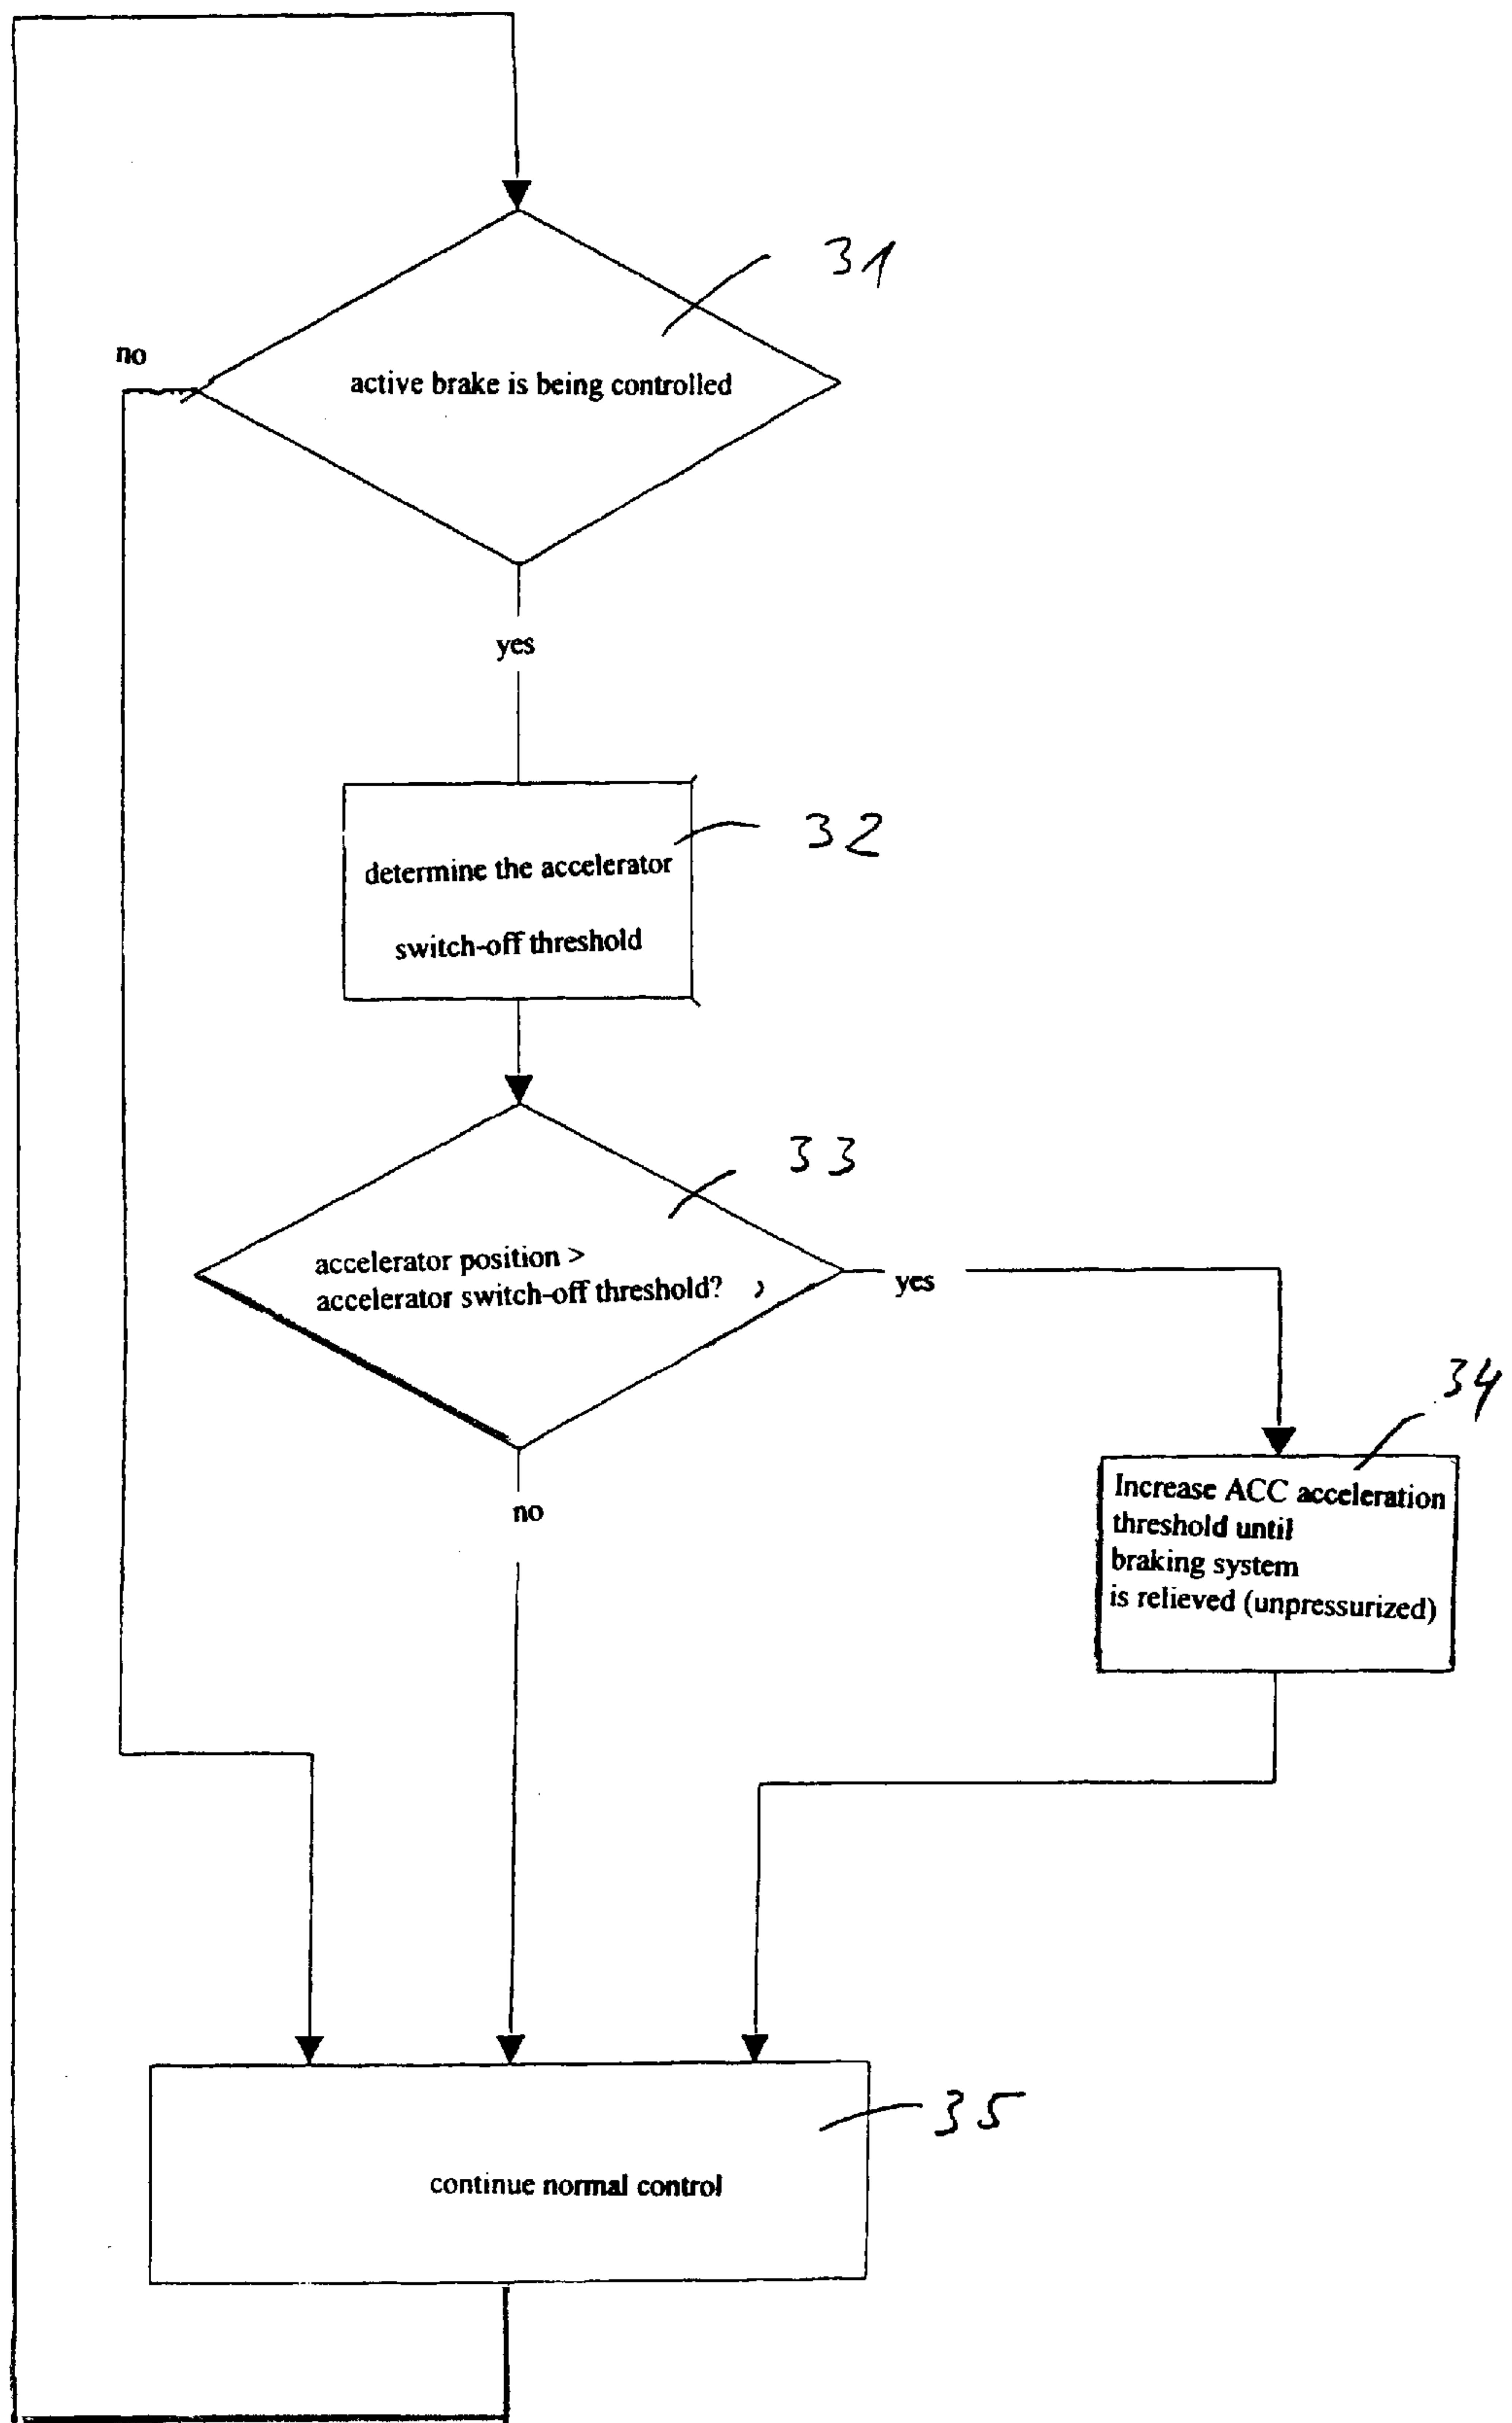 31
no
active brake is being controlled
yes
32
determine the accelerator
switch-off threshold
33
accelerator position >
accelerator switch-off threshold?
yes
34
no
Increase ACC acceleration
threshold until
braking system
is relieved (unpressurized)
35
continue normal control